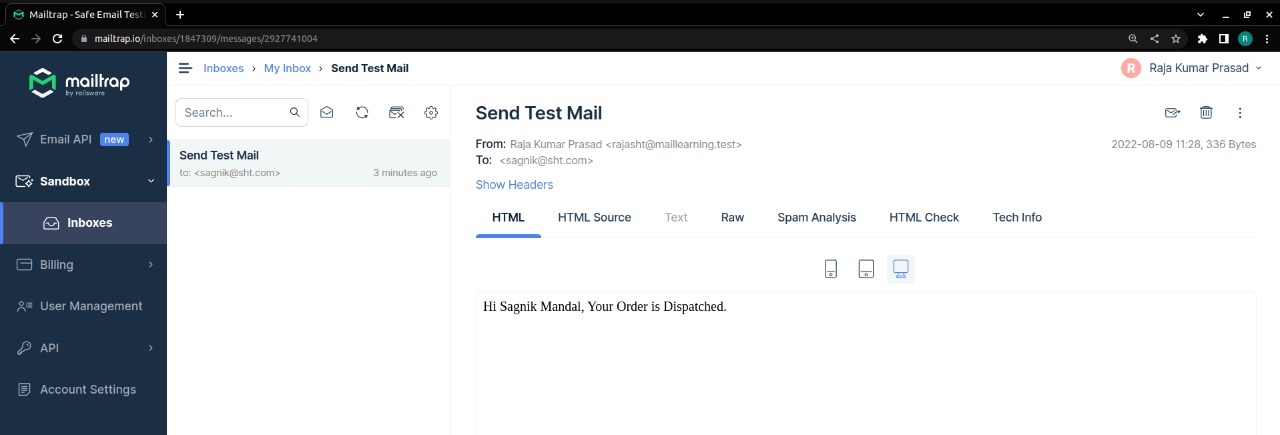 Mailtrap - Safe Email Testi
mailtrap.io/inboxes/1847309/messages/2927741004
R
mailtrap
by railsware
Email API new
Sandbox
Inboxes
Billing
User Management
API
Account Settings
Inboxes › My Inbox › Send Test Mail
R Raja Kumar Prasad
Search...
Send Test Mail
to: <sagnik@sht.com> 3 minutes ago
Send Test Mail
From: Raja Kumar Prasad <rajasht@maillearning.test> 2022-08-09 11:28, 336 Bytes
To: <sagnik@sht.com>
Show Headers
HTML HTML Source Text Raw Spam Analysis HTML Check Tech Info
Hi Sagnik Mandal, Your Order is Dispatched.